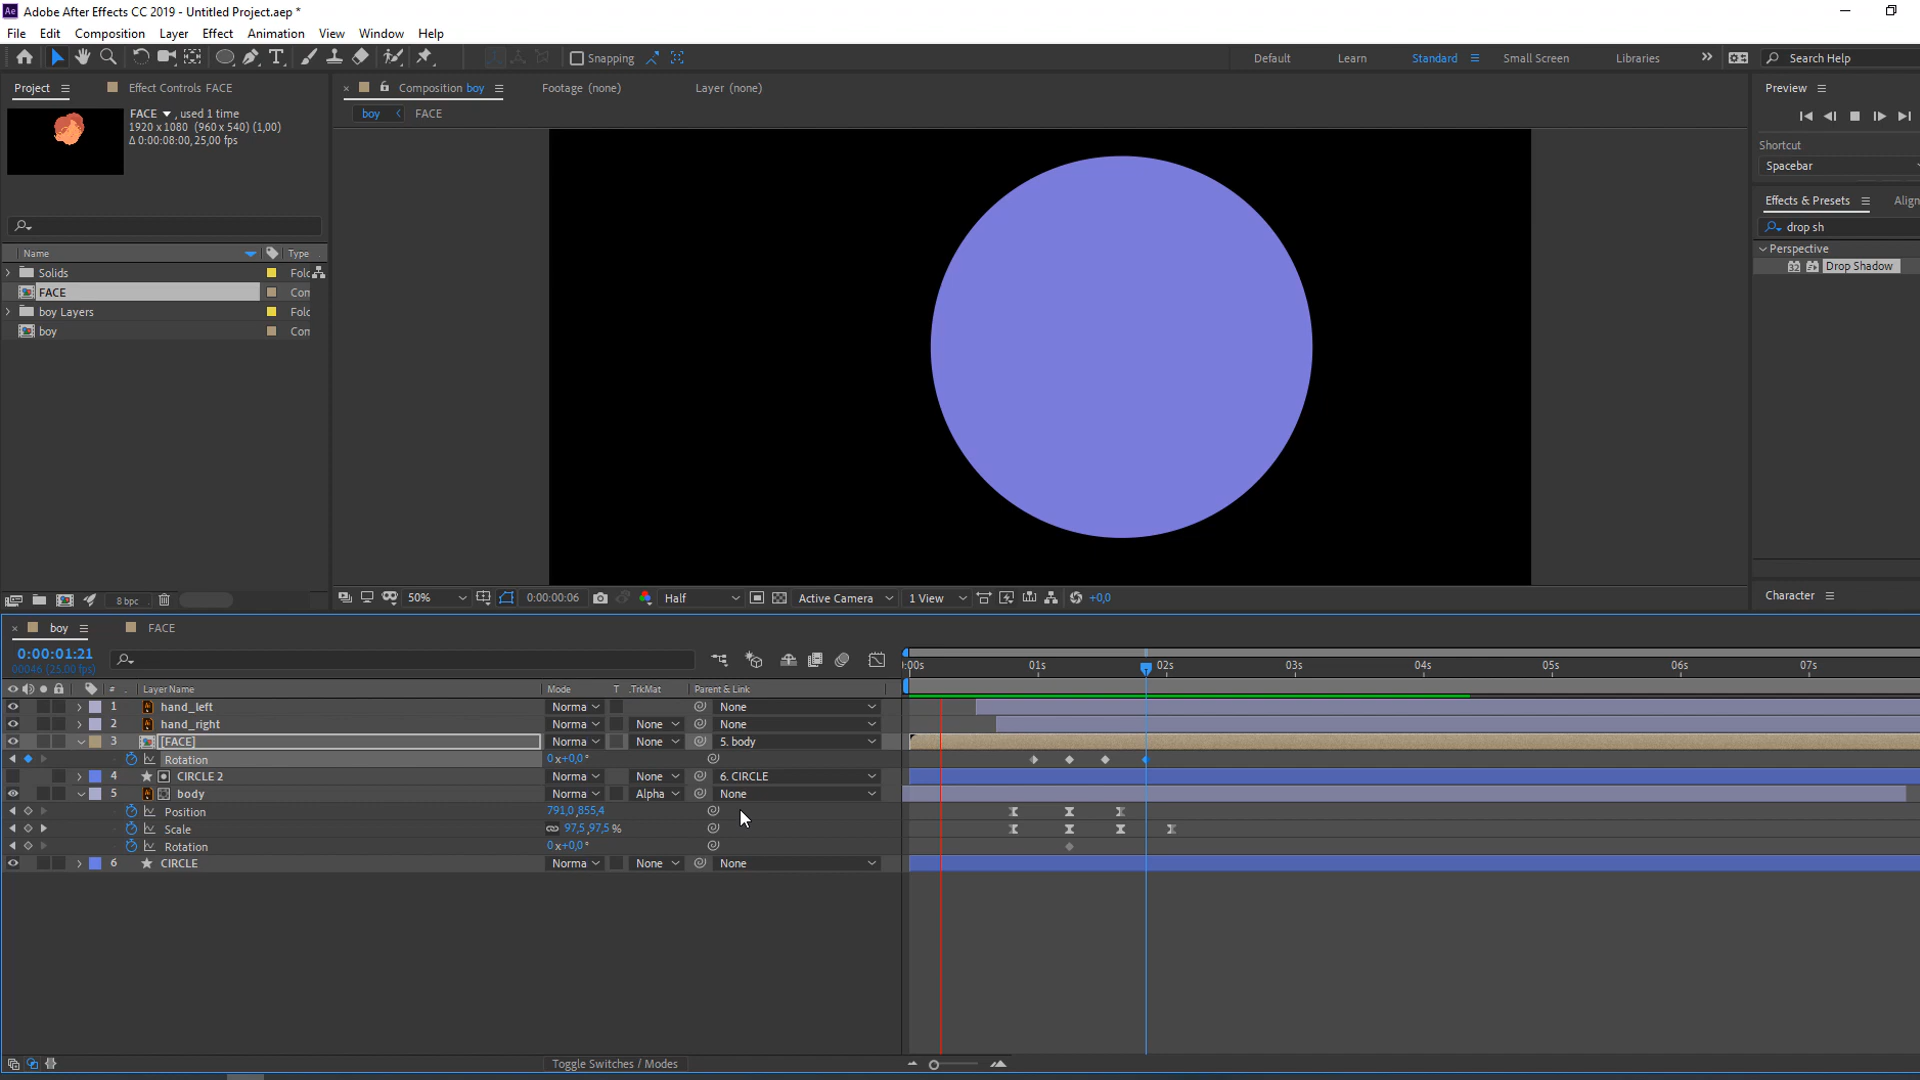 Adobe After Effects CC 2019 - Untitled Project.aep *
File Edit Composition Layer Effect Animation View Window Help
Snapping
Default Learn Standard Small Screen Libraries
Search Help
Project Effect Controls FACE
Composition boy Footage (none) Layer (none)
boy FACE
FACE , used 1 time
1920 x 1080 (960 x 540) (1,00)
Δ 0:00:08:00, 25,00 fps
Name Type
Solids Folc
FACE Con
boy Layers Folc
boy Con
8 bpc
50% 0:00:00:06 Half Active Camera 1 View +0,0
Preview
Shortcut
Spacebar
Effects & Presets Align
drop sh
Perspective
32 Drop Shadow
Character
boy FACE
0:00:01:21
00046 (25.00 fps)
# Layer Name Mode T .TrkMat Parent & Link
:00s 01s 02s 03s 04s 05s 06s 07s
1 hand_left Norma None
2 hand_right Norma None None
3 [FACE] Norma None 5. body
Rotation 0x+0,0°
4 CIRCLE 2 Norma None 6. CIRCLE
5 body Norma Alpha None
Position 791,0,855,4
Scale 97,5,97,5 %
Rotation 0x+0,0°
6 CIRCLE Norma None None
Toggle Switches / Modes